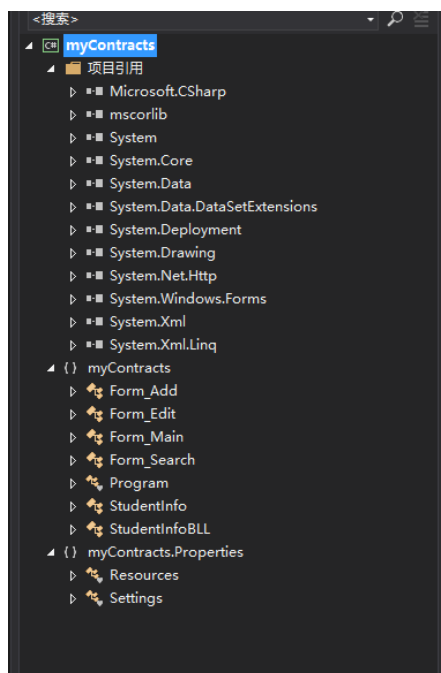 <搜索>
myContracts
项目引用
Microsoft.CSharp
mscorlib
System
System.Core
System.Data
System.Data.DataSetExtensions
System.Deployment
System.Drawing
System.Net.Http
System.Windows.Forms
System.Xml
System.Xml.Linq
{ } myContracts
Form_Add
Form_Edit
Form_Main
Form_Search
Program
StudentInfo
StudentInfoBLL
{ } myContracts.Properties
Resources
Settings